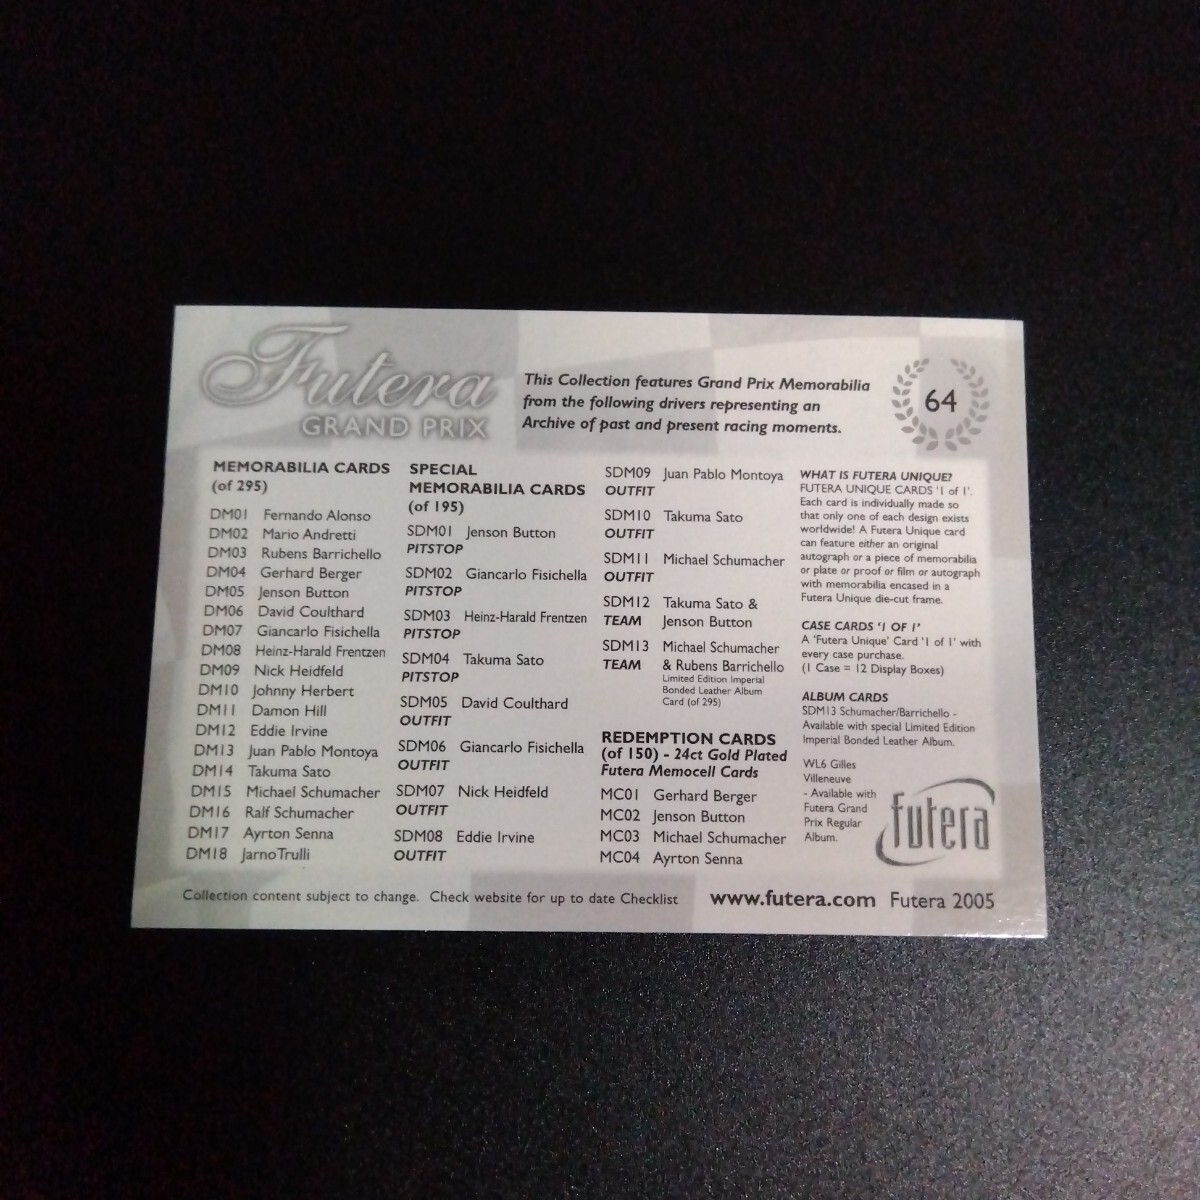 Futera
GRAND PRIX
This Collection features Grand Prix Memorabilia
from the following drivers representing an
Archive of past and present racing moments.
64
MEMORABILIA CARDS
(of 295)
DM01 Fernando Alonso
DM02 Mario Andretti
DM03 Rubens Barrichello
DM04 Gerhard Berger
DM05 Jenson Button
DM06 David Coulthard
DM07 Giancarlo Fisichella
DM08 Heinz-Harald Frentzen
DM09 Nick Heidfeld
DM10 Johnny Herbert
DM11 Damon Hill
DM12 Eddie Irvine
DM13 Juan Pablo Montoya
DM14 Takuma Sato
DM15 Michael Schumacher
DM16 Ralf Schumacher
DM17 Ayrton Senna
DM18 JarnoTrulli
SPECIAL
MEMORABILIA CARDS
(of 195)
SDM01 Jenson Button
PITSTOP
SDM02 Giancarlo Fisichella
PITSTOP
SDM03 Heinz-Harald Frentzen
PITSTOP
SDM04 Takuma Sato
PITSTOP
SDM05 David Coulthard
OUTFIT
SDM06 Giancarlo Fisichella
OUTFIT
SDM07 Nick Heidfeld
OUTFIT
SDM08 Eddie Irvine
OUTFIT
SDM09 Juan Pablo Montoya
OUTFIT
SDM10 Takuma Sato
OUTFIT
SDM11 Michael Schumacher
OUTFIT
SDM12 Takuma Sato &
TEAM Jenson Button
SDM13 Michael Schumacher
TEAM & Rubens Barrichello
Limited Edition Imperial
Bonded Leather Album
Card (of 295)
REDEMPTION CARDS
(of 150) - 24ct Gold Plated
Futera Memocell Cards
MC01 Gerhard Berger
MC02 Jenson Button
MC03 Michael Schumacher
MC04 Ayrton Senna
WHAT IS FUTERA UNIQUE?
FUTERA UNIQUE CARDS '1 of 1'.
Each card is individually made so
that only one of each design exists
worldwide! A Futera Unique card
can feature either an original
autograph or a piece of memorabilia
or plate or proof or film or autograph
with memorabilia encased in a
Futera Unique die-cut frame.
CASE CARDS '1 OF 1'
A 'Futera Unique' Card '1 of 1' with
every case purchase.
(1 Case = 12 Display Boxes)
ALBUM CARDS
SDM13 Schumacher/Barrichello -
Available with special Limited Edition
Imperial Bonded Leather Album.
WL6 Gilles
Villeneuve
- Available with
Futera Grand
Prix Regular
Album.
futera
Collection content subject to change. Check website for up to date Checklist
www.futera.com Futera 2005